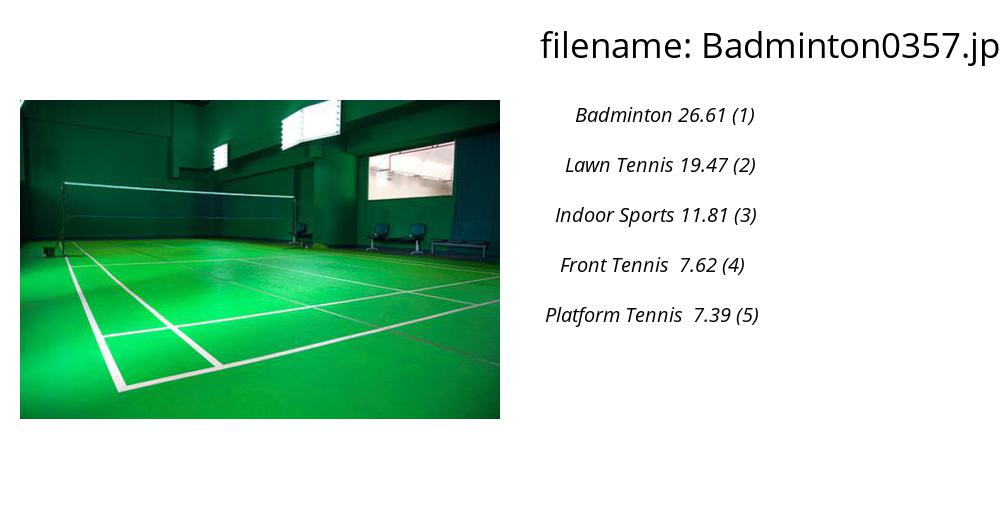 filename: Badminton0357.jp
Badminton 26.61 (1)
Lawn Tennis 19.47 (2)
Indoor Sports 11.81 (3)
Front Tennis 7.62 (4)
Platform Tennis 7.39 (5)